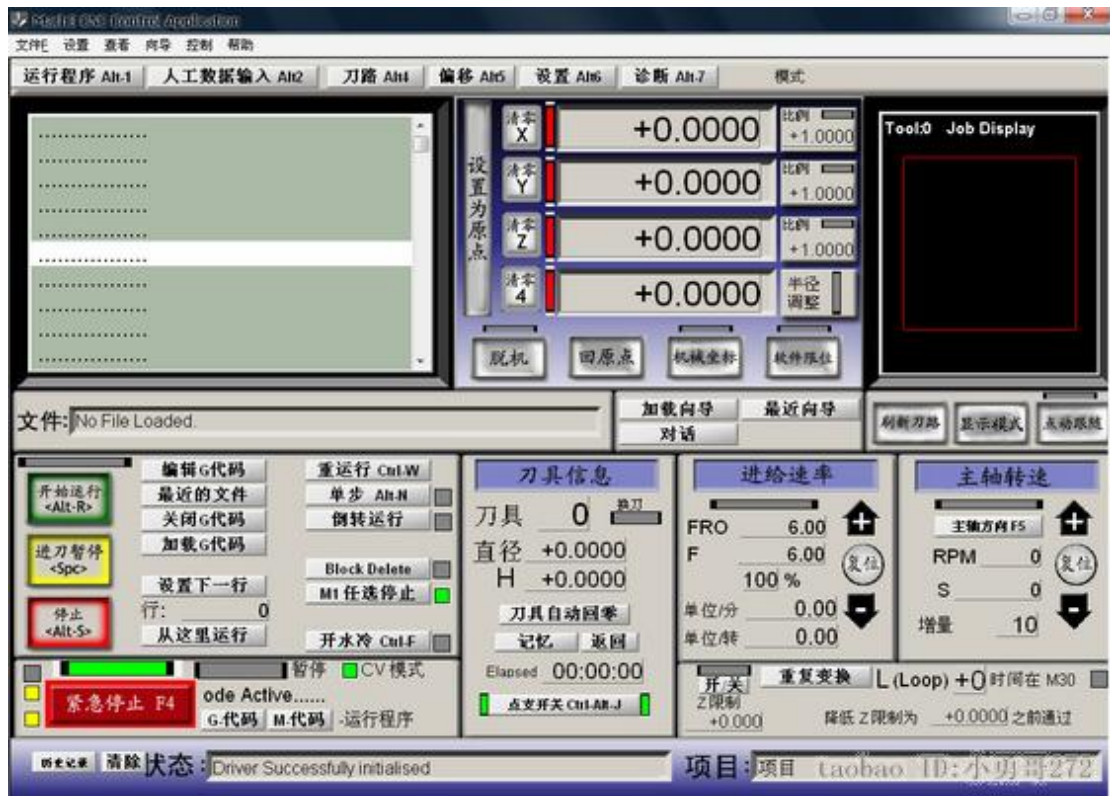 Mach3 CNC Control Application
文件F 设置 查看 向导 控制 帮助
运行程序 Alt-1 人工数据输入 Alt2 刀路 Alt4 偏移 Alt5 设置 Alt6 诊断 Alt-7 模式
设置为原点
清零 X +0.0000 比例 +1.0000
清零 Y +0.0000 比例 +1.0000
清零 Z +0.0000 比例 +1.0000
清零 4 +0.0000 半径调整
脱机 回原点 机械坐标 软件限位
Tool:0 Job Display
文件: No File Loaded.
加载向导 最近向导
对话
刷新刀路 显示模式 点动跟随
开始运行 <Alt-R>
进刀暂停 <Spc>
停止 <Alt-S>
编辑G代码 重运行 Ctrl-W
最近的文件 单步 Alt-N
关闭G代码 倒转运行
加载G代码
Block Delete
设置下一行 M1 任选停止
行: 0
从这里运行 开水冷 Ctrl-F
刀具信息
刀具 0 换刀
直径 +0.0000
H +0.0000
刀具自动回零
记忆 返回
Elapsed 00:00:00
点支开关 Ctrl-Alt-J
进给速率
FRO 6.00
F 6.00 复位
100 %
单位/分 0.00
单位/转 0.00
主轴转速
主轴方向 F5
RPM 0 复位
S 0
增量 10
暂停 CV 模式
紧急停止 F4
ode Active......
G.代码 M.代码 -运行程序
开/关 重复变换 L (Loop) +0 时间在 M30
Z 限制
+0.000 降低 Z 限制为 +0.0000 之前通过
历史记录 清除 状态: Driver Successfully initialised
项目: 项目 taobao ID:小勇哥272